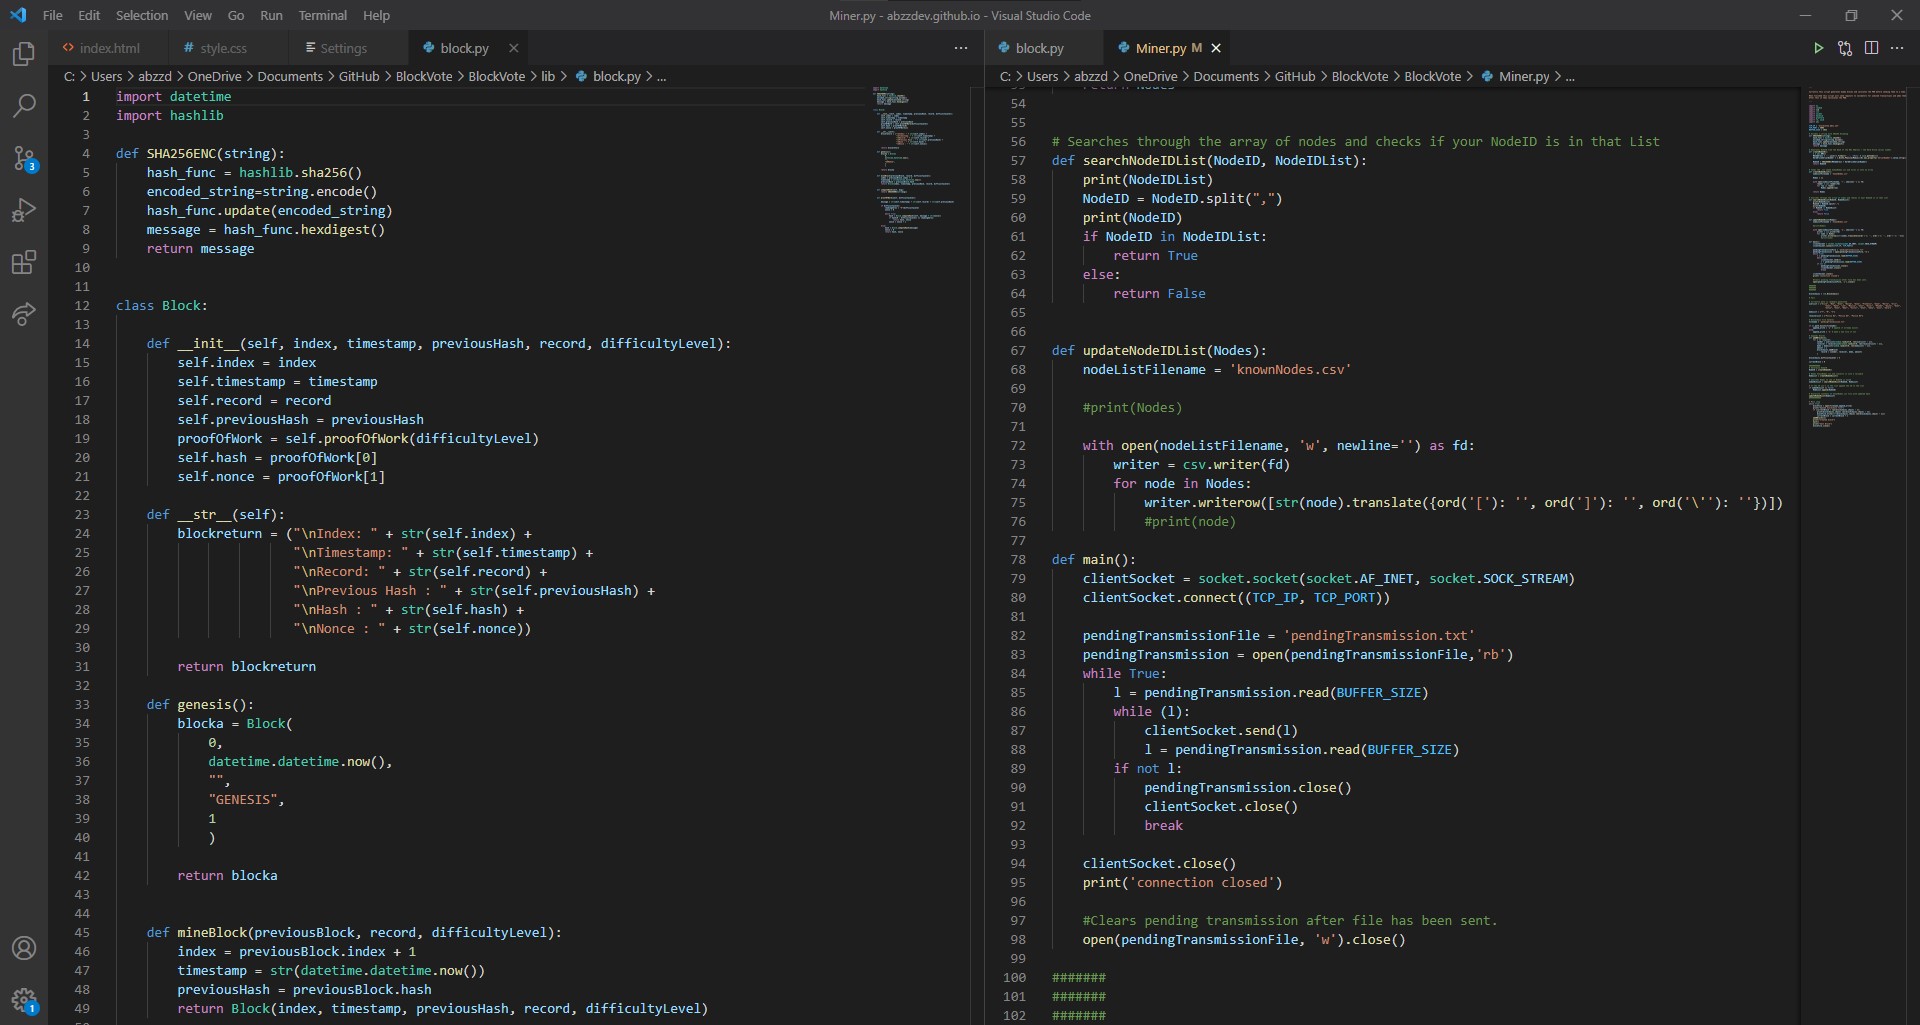 File Edit Selection View Go Run Terminal Help
Miner.py - abzzdev.github.io - Visual Studio Code
index.html style.css Settings block.py
C: > Users > abzzd > OneDrive > Documents > GitHub > BlockVote > BlockVote > lib > block.py > ...
1 import datetime
2 import hashlib
3
4 def SHA256ENC(string):
5 hash_func = hashlib.sha256()
6 encoded_string=string.encode()
7 hash_func.update(encoded_string)
8 message = hash_func.hexdigest()
9 return message
10
11
12 class Block:
13
14 def __init__(self, index, timestamp, previousHash, record, difficultyLevel):
15 self.index = index
16 self.timestamp = timestamp
17 self.record = record
18 self.previousHash = previousHash
19 proofOfWork = self.proofOfWork(difficultyLevel)
20 self.hash = proofOfWork[0]
21 self.nonce = proofOfWork[1]
22
23 def __str__(self):
24 blockreturn = ("\nIndex: " + str(self.index) +
25 "\nTimestamp: " + str(self.timestamp) +
26 "\nRecord: " + str(self.record) +
27 "\nPrevious Hash : " + str(self.previousHash) +
28 "\nHash : " + str(self.hash) +
29 "\nNonce : " + str(self.nonce))
30
31 return blockreturn
32
33 def genesis():
34 blocka = Block(
35 0,
36 datetime.datetime.now(),
37 "",
38 "GENESIS",
39 1
40 )
41
42 return blocka
43
44
45 def mineBlock(previousBlock, record, difficultyLevel):
46 index = previousBlock.index + 1
47 timestamp = str(datetime.datetime.now())
48 previousHash = previousBlock.hash
49 return Block(index, timestamp, previousHash, record, difficultyLevel)
block.py Miner.py M
C: > Users > abzzd > OneDrive > Documents > GitHub > BlockVote > BlockVote > Miner.py > ...
54
55
56 # Searches through the array of nodes and checks if your NodeID is in that List
57 def searchNodeIDList(NodeID, NodeIDList):
58 print(NodeIDList)
59 NodeID = NodeID.split(",")
60 print(NodeID)
61 if NodeID in NodeIDList:
62 return True
63 else:
64 return False
65
66
67 def updateNodeIDList(Nodes):
68 nodeListFilename = 'knownNodes.csv'
69
70 #print(Nodes)
71
72 with open(nodeListFilename, 'w', newline='') as fd:
73 writer = csv.writer(fd)
74 for node in Nodes:
75 writer.writerow([str(node).translate({ord('['): '', ord(']'): '', ord('\''): ''})])
76 #print(node)
77
78 def main():
79 clientSocket = socket.socket(socket.AF_INET, socket.SOCK_STREAM)
80 clientSocket.connect((TCP_IP, TCP_PORT))
81
82 pendingTransmissionFile = 'pendingTransmission.txt'
83 pendingTransmission = open(pendingTransmissionFile,'rb')
84 while True:
85 l = pendingTransmission.read(BUFFER_SIZE)
86 while (l):
87 clientSocket.send(l)
88 l = pendingTransmission.read(BUFFER_SIZE)
89 if not l:
90 pendingTransmission.close()
91 clientSocket.close()
92 break
93
94 clientSocket.close()
95 print('connection closed')
96
97 #Clears pending transmission after file has been sent.
98 open(pendingTransmissionFile, 'w').close()
99
100 #######
101 #######
102 #######
3
1